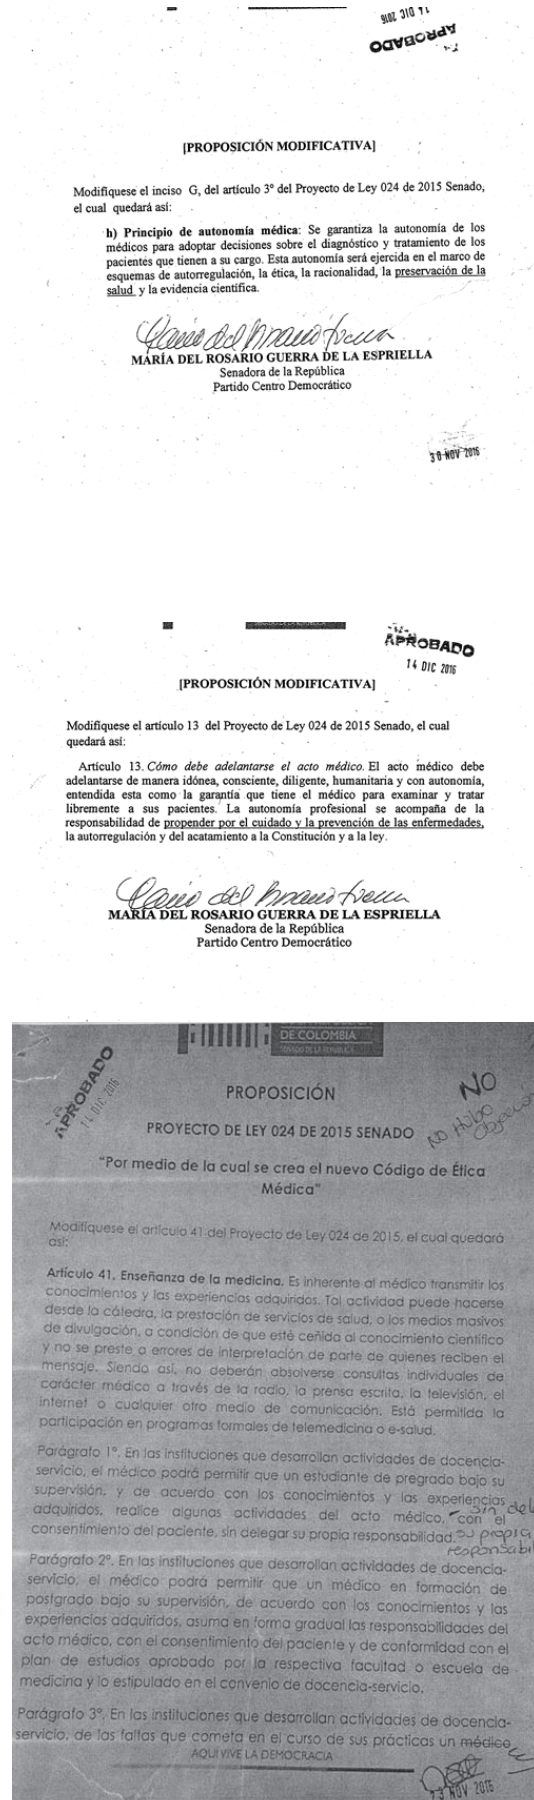 14 DIC 2016
APROBADO
[PROPOSICIÓN MODIFICATIVA]
Modifíquese el inciso G, del artículo 3º del Proyecto de Ley 024 de 2015 Senado,
el cual quedará así:
h) Principio de autonomía médica: Se garantiza la autonomía de los
médicos para adoptar decisiones sobre el diagnóstico y tratamiento de los
pacientes que tienen a su cargo. Esta autonomía será ejercida en el marco de
esquemas de autorregulación, la ética, la racionalidad, la preservación de la
salud y la evidencia científica.
MARÍA DEL ROSARIO GUERRA DE LA ESPRIELLA
Senadora de la República
Partido Centro Democrático
30 NOV 2016
APROBADO
14 DIC 2016
[PROPOSICIÓN MODIFICATIVA]
Modifíquese el artículo 13 del Proyecto de Ley 024 de 2015 Senado, el cual
quedará así:
Artículo 13. Cómo debe adelantarse el acto médico. El acto médico debe
adelantarse de manera idónea, consciente, diligente, humanitaria y con autonomía,
entendida esta como la garantía que tiene el médico para examinar y tratar
libremente a sus pacientes. La autonomía profesional se acompaña de la
responsabilidad de propender por el cuidado y la prevención de las enfermedades,
la autorregulación y del acatamiento a la Constitución y a la ley.
MARÍA DEL ROSARIO GUERRA DE LA ESPRIELLA
Senadora de la República
Partido Centro Democrático
DE COLOMBIA
APROBADO
14 DIC 2016
PROPOSICIÓN
NO
NO HUbo
Objeción
PROYECTO DE LEY 024 DE 2015 SENADO
"Por medio de la cual se crea el nuevo Código de Ética
Médica"
Modifíquese el artículo 41 del Proyecto de Ley 024 de 2015, el cual quedará
así:
Artículo 41. Enseñanza de la medicina. Es inherente al médico transmitir los
conocimientos y las experiencias adquiridos. Tal actividad puede hacerse
desde la cátedra, la prestación de servicios de salud, o los medios masivos
de divulgación, a condición de que esté ceñida al conocimiento científico
y no se preste a errores de interpretación de parte de quienes reciben el
mensaje. Siendo así, no deberán absolverse consultas individuales de
carácter médico a través de la radio, la prensa escrita, la televisión, el
internet o cualquier otro medio de comunicación. Está permitida la
participación en programas formales de telemedicina o e-salud.
Parágrafo 1º. En las instituciones que desarrollan actividades de docencia-
servicio, el médico podrá permitir que un estudiante de pregrado bajo su
supervisión, y de acuerdo con los conocimientos y las experiencias
adquiridos, realice algunas actividades del acto médico, con el sin
consentimiento del paciente, sin delegar su propia responsabilidad. su propia
Parágrafo 2º. En las instituciones que desarrollan actividades de docencia-
servicio, el médico podrá permitir que un médico en formación de
postgrado bajo su supervisión, de acuerdo con los conocimientos y las
experiencias adquiridos, asuma en forma gradual las responsabilidades del
acto médico, con el consentimiento del paciente y de conformidad con el
plan de estudios aprobado por la respectiva facultad o escuela de
medicina y lo estipulado en el convenio de docencia-servicio.
Parágrafo 3º. En las instituciones que desarrollan actividades de docencia-
servicio, de las faltas que cometa en el curso de sus prácticas un médico
AQUÍ VIVE LA DEMOCRACIA
23 NOV 2016